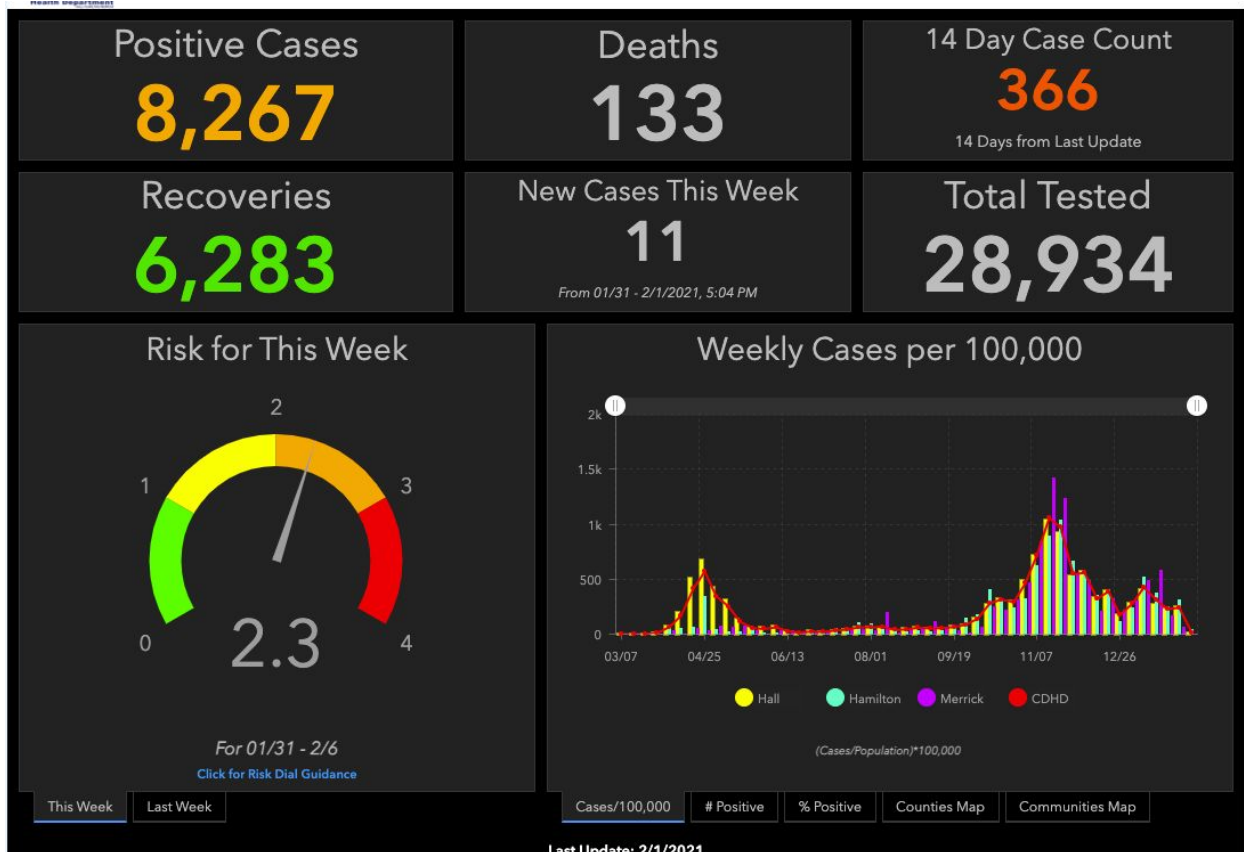 Health Department
Positive Cases
8,267
Deaths
133
14 Day Case Count
366
14 Days from Last Update
Recoveries
6,283
New Cases This Week
11
From 01/31 - 2/1/2021, 5:04 PM
Total Tested
28,934
Risk for This Week
0
1
2
3
4
2.3
For 01/31 - 2/6
Click for Risk Dial Guidance
This Week
Last Week
Weekly Cases per 100,000
2k
1.5k
1k
500
0
03/07 04/25 06/13 08/01 09/19 11/07 12/26
Hall Hamilton Merrick CDHD
(Cases/Population)*100,000
Cases/100,000 # Positive % Positive Counties Map Communities Map
Last Update: 2/1/2021